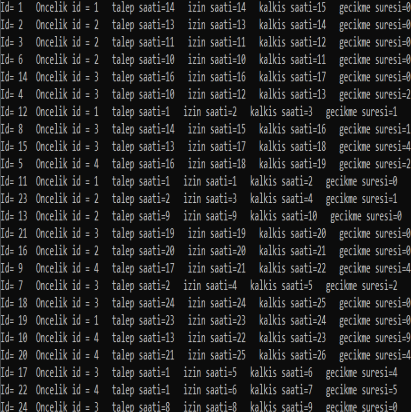 Id= 1 Oncelik id = 1 talep saati=14 izin saati=14 kalkis saati=15 gecikme suresi=0
Id= 2 Oncelik id = 2 talep saati=13 izin saati=13 kalkis saati=14 gecikme suresi=0
Id= 3 Oncelik id = 2 talep saati=11 izin saati=11 kalkis saati=12 gecikme suresi=0
Id= 6 Oncelik id = 2 talep saati=10 izin saati=10 kalkis saati=11 gecikme suresi=0
Id= 14 Oncelik id = 3 talep saati=16 izin saati=16 kalkis saati=17 gecikme suresi=0
Id= 4 Oncelik id = 3 talep saati=10 izin saati=12 kalkis saati=13 gecikme suresi=2
Id= 12 Oncelik id = 1 talep saati=1 izin saati=2 kalkis saati=3 gecikme suresi=1
Id= 8 Oncelik id = 3 talep saati=14 izin saati=15 kalkis saati=16 gecikme suresi=1
Id= 15 Oncelik id = 3 talep saati=13 izin saati=17 kalkis saati=18 gecikme suresi=4
Id= 5 Oncelik id = 4 talep saati=16 izin saati=18 kalkis saati=19 gecikme suresi=2
Id= 11 Oncelik id = 1 talep saati=1 izin saati=1 kalkis saati=2 gecikme suresi=0
Id= 23 Oncelik id = 2 talep saati=2 izin saati=3 kalkis saati=4 gecikme suresi=1
Id= 13 Oncelik id = 2 talep saati=9 izin saati=9 kalkis saati=10 gecikme suresi=0
Id= 21 Oncelik id = 3 talep saati=19 izin saati=19 kalkis saati=20 gecikme suresi=0
Id= 16 Oncelik id = 2 talep saati=20 izin saati=20 kalkis saati=21 gecikme suresi=0
Id= 9 Oncelik id = 4 talep saati=17 izin saati=21 kalkis saati=22 gecikme suresi=4
Id= 7 Oncelik id = 3 talep saati=2 izin saati=4 kalkis saati=5 gecikme suresi=2
Id= 18 Oncelik id = 3 talep saati=24 izin saati=24 kalkis saati=25 gecikme suresi=0
Id= 19 Oncelik id = 1 talep saati=23 izin saati=23 kalkis saati=24 gecikme suresi=0
Id= 10 Oncelik id = 4 talep saati=13 izin saati=22 kalkis saati=23 gecikme suresi=9
Id= 20 Oncelik id = 4 talep saati=21 izin saati=25 kalkis saati=26 gecikme suresi=4
Id= 17 Oncelik id = 3 talep saati=1 izin saati=5 kalkis saati=6 gecikme suresi=4
Id= 22 Oncelik id = 4 talep saati=1 izin saati=6 kalkis saati=7 gecikme suresi=5
Id= 24 Oncelik id = 3 talep saati=8 izin saati=8 kalkis saati=9 gecikme suresi=0